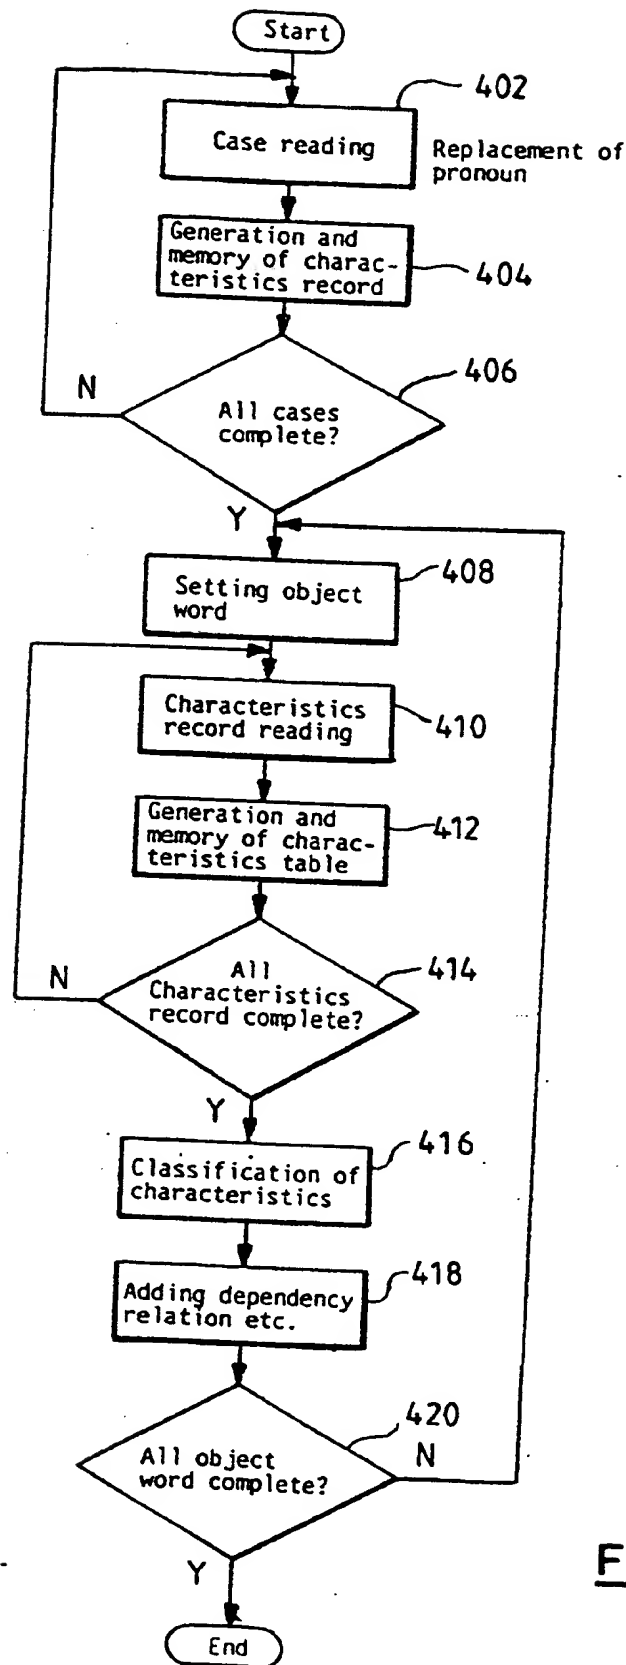 Start
402
Case reading
Replacement of
pronoun
Generation and
memory of charac-
teristics record
404
406
N
All cases
complete?
Y
408
Setting object
word
Characteristics
record reading
410
Generation and
memory of charac-
teristics table
412
N
All
Characteristics
record complete?
414
Y
416
Classification of
characteristics
Adding dependency
relation etc.
418
420
All object
word complete?
N
Y
F
End